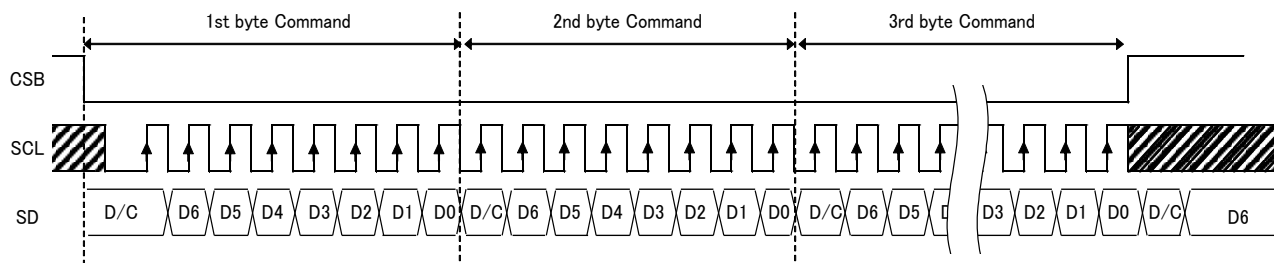 1st byte Command 2nd byte Command 3rd byte Command
CSB
SCL
SD D/C D6 D5 D4 D3 D2 D1 D0 D/C D6 D5 D4 D3 D2 D1 D0 D/C D6 D5 D3 D2 D1 D0 D/C D6